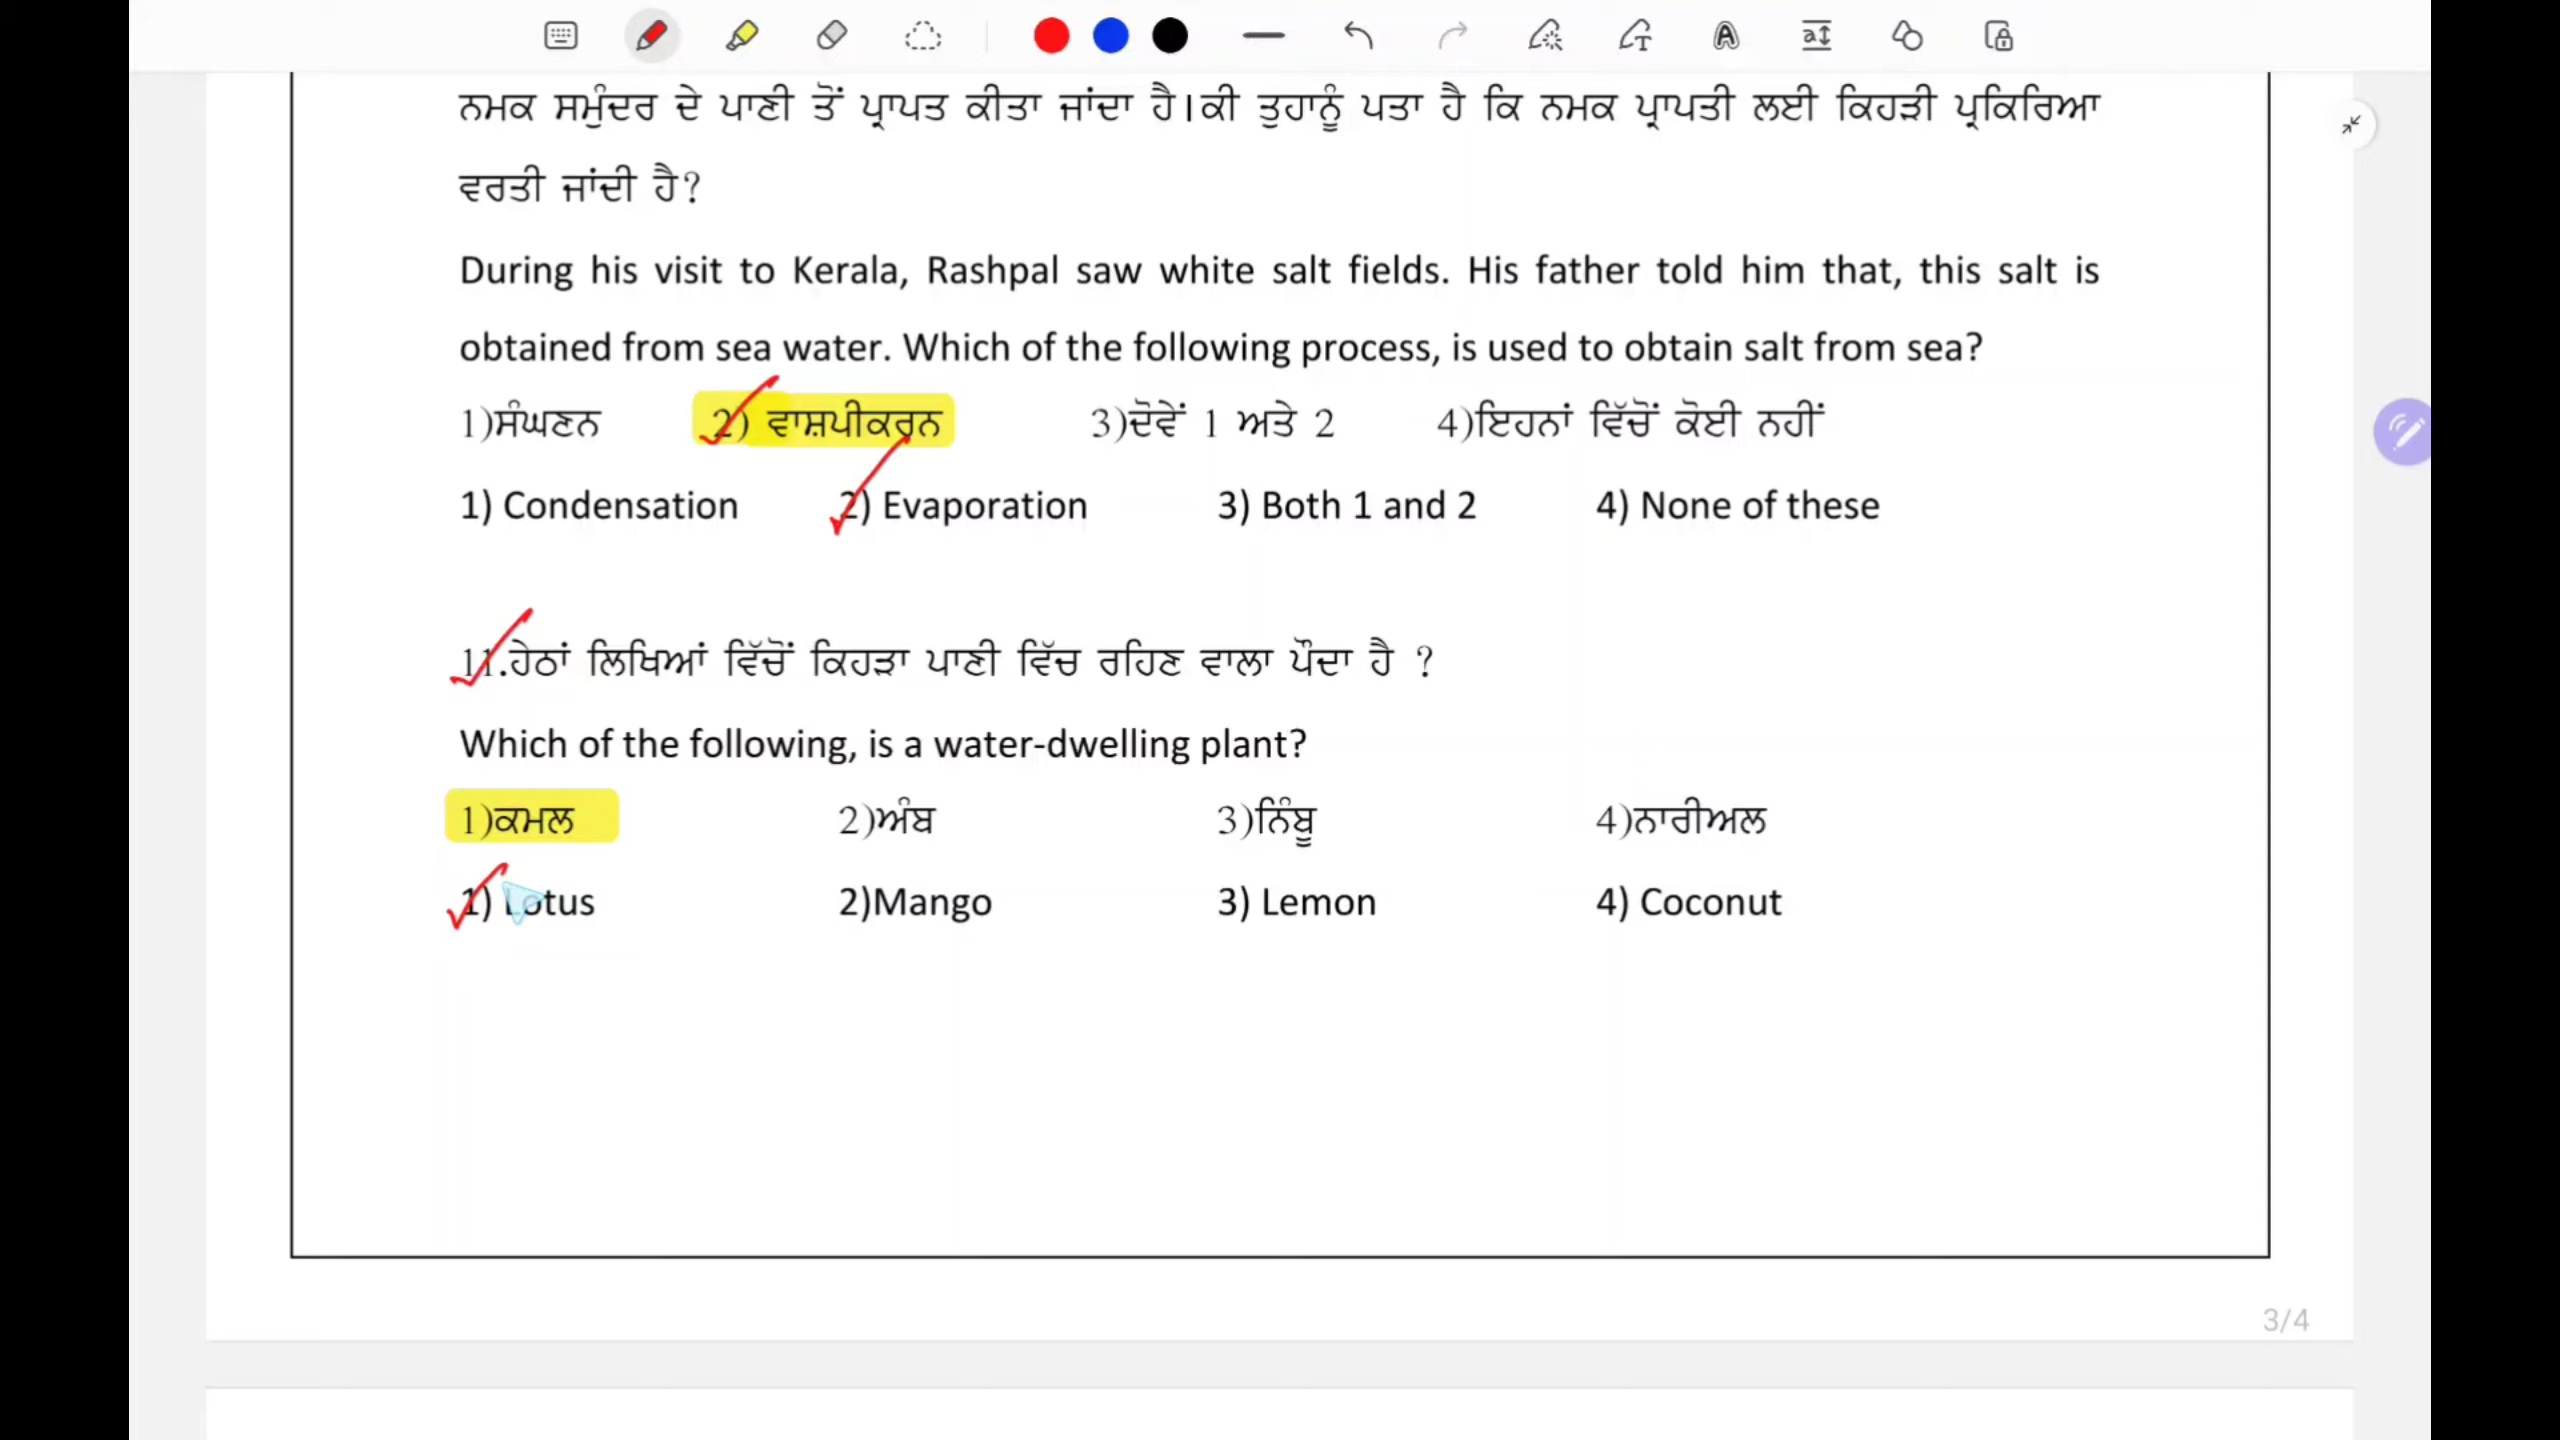 ਨਮਕ ਸਮੁੰਦਰ ਦੇ ਪਾਣੀ ਤੋਂ ਪ੍ਰਾਪਤ ਕੀਤਾ ਜਾਂਦਾ ਹੈ।ਕੀ ਤੁਹਾਨੂੰ ਪਤਾ ਹੈ ਕਿ ਨਮਕ ਪ੍ਰਾਪਤੀ ਲਈ ਕਿਹੜੀ ਪ੍ਰਕਿਰਿਆ
ਵਰਤੀ ਜਾਂਦੀ ਹੈ?
During his visit to Kerala, Rashpal saw white salt fields. His father told him that, this salt is
obtained from sea water. Which of the following process, is used to obtain salt from sea?
1)ਸੰਘਣਨ 2) ਵਾਸ਼ਪੀਕਰਨ 3)ਦੋਵੇਂ 1 ਅਤੇ 2 4)ਇਹਨਾਂ ਵਿੱਚੋਂ ਕੋਈ ਨਹੀਂ
1) Condensation 2) Evaporation 3) Both 1 and 2 4) None of these
11.ਹੇਠਾਂ ਲਿਖਿਆਂ ਵਿੱਚੋਂ ਕਿਹੜਾ ਪਾਣੀ ਵਿੱਚ ਰਹਿਣ ਵਾਲਾ ਪੌਦਾ ਹੈ ?
Which of the following, is a water-dwelling plant?
1)ਕਮਲ 2)ਅੰਬ 3)ਨਿੰਬੂ 4)ਨਾਰੀਅਲ
1) Lotus 2)Mango 3) Lemon 4) Coconut
3/4